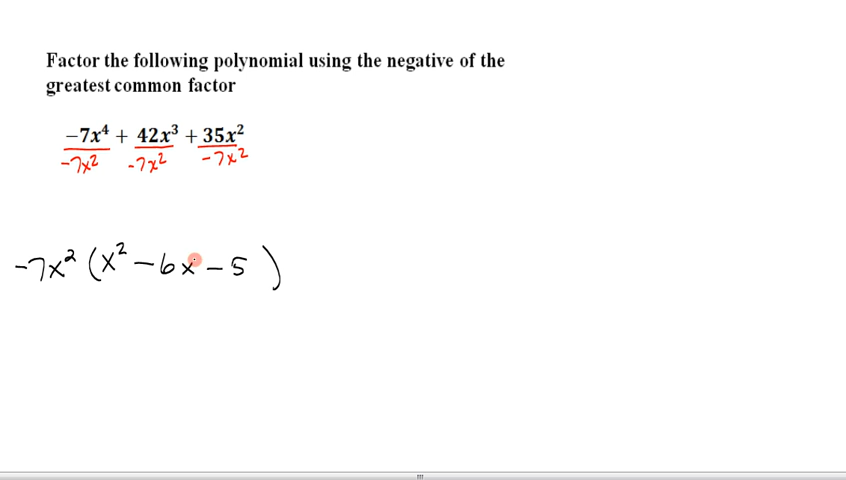 Factor the following polynomial using the negative of the
greatest common factor
−7x⁴ + 42x³ + 35x²
-7x² -7x² -7x²
-7x² (x² - 6x - 5 )